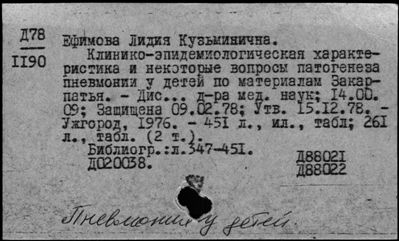 Д78
1190
Ефимова Лидия Кузьминична.
Клинико-эпидемиологическая характе-
ристика и некоторые вопросы патогенеза
пневмонии у детей по материалам Закар-
патья. - Дис... д-ра мед. наук; 14.00.
09; Защищена 09.02.78; Утв. 15.12.78. -
Ужгород, 1976. - 451 л., ил., табл; 261
л., табл. (2 т.).
Библиогр.:л.347-451.
Д020038.
Д88021
Д88022
Пневмония у детей.